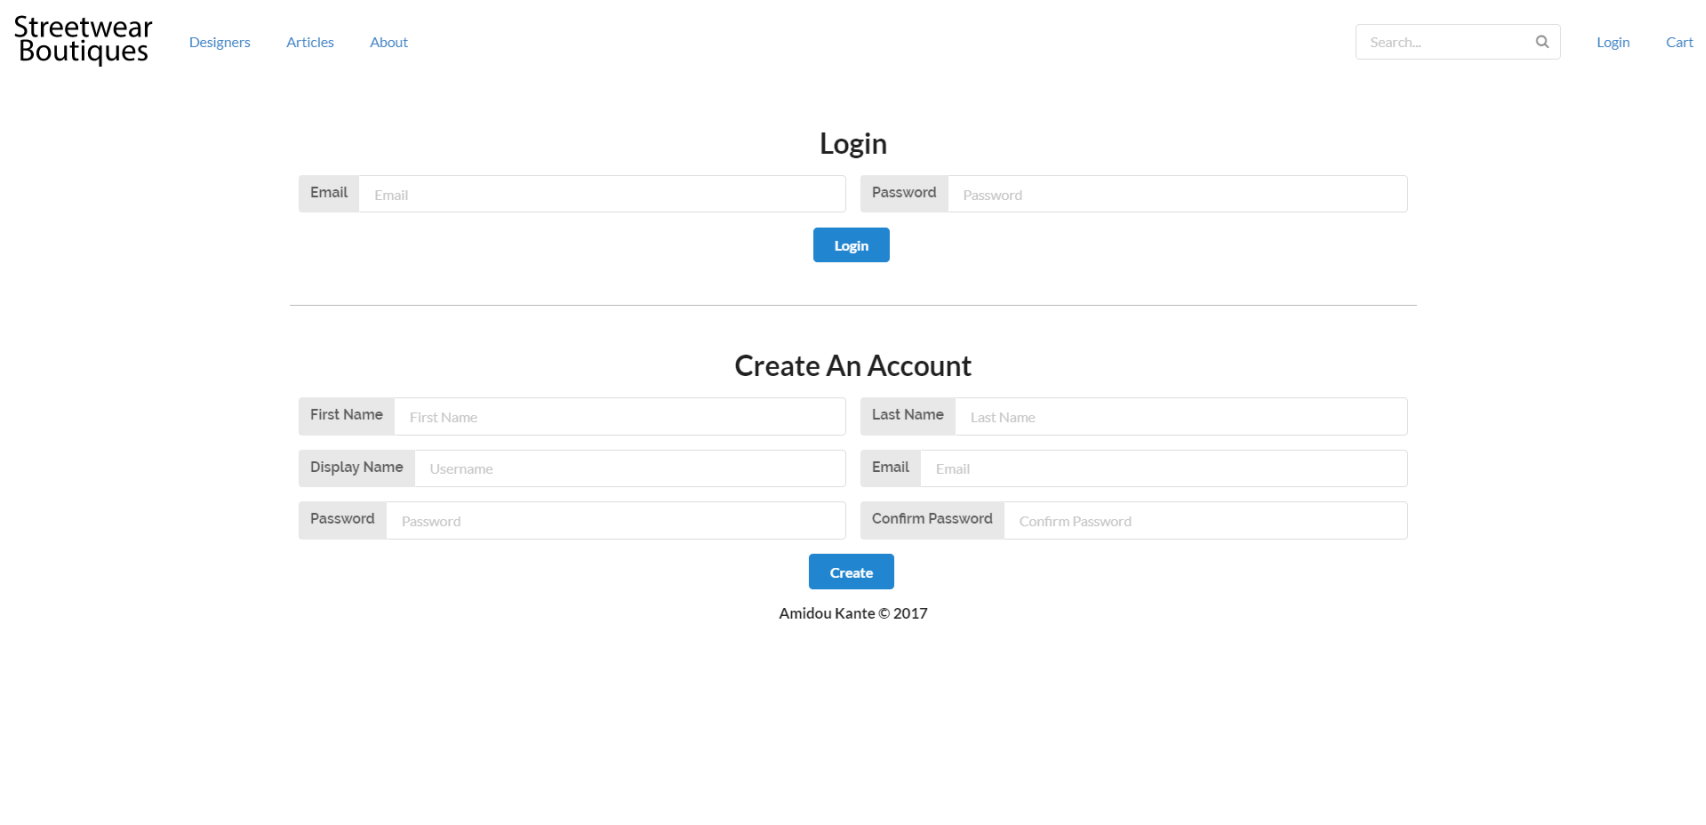 Streetwear
Boutiques
Designers Articles About
Search... Login Cart
Login
Email Email Password Password
Login
Create An Account
First Name First Name Last Name Last Name
Display Name Username Email Email
Password Password Confirm Password Confirm Password
Create
Amidou Kante © 2017